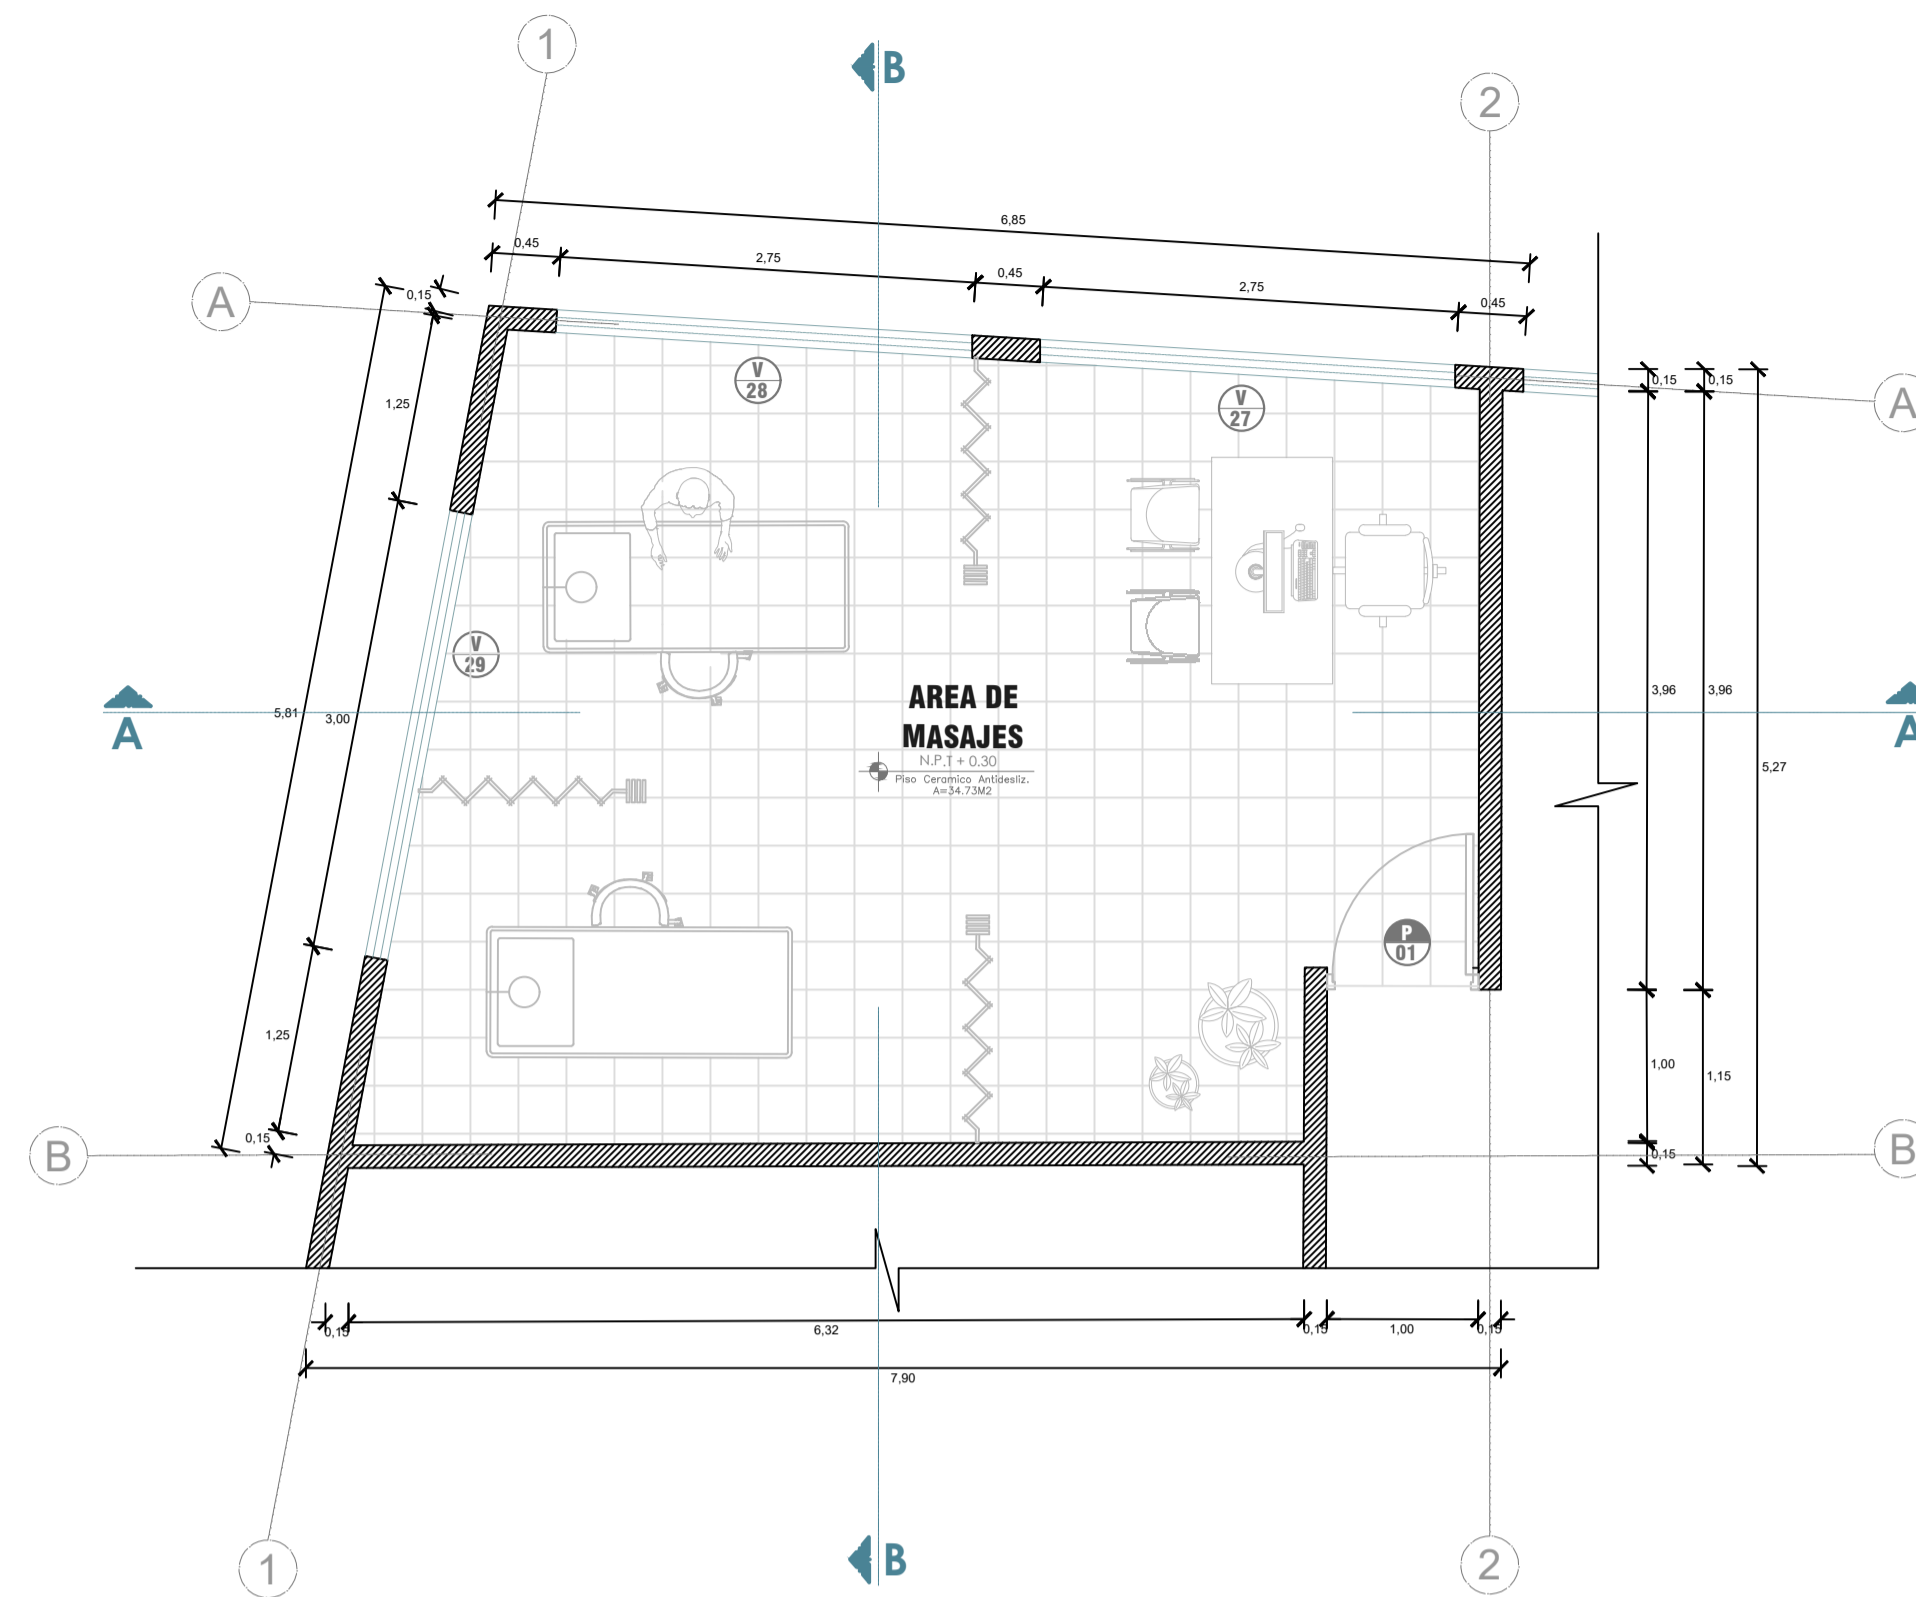 1
B
2
6,85
0,45
2,75
0,45
2,75
0,45
A
0,15
0,15
0,15
A
1,25
V
28
V
27
V
29
5,81
3,00
3,96
3,96
5,27
A
A
AREA DE
MASAJES
N.P.T + 0.30
Piso Ceramico Antidesliz.
A=34.73M2
P
01
1,25
1,00
1,15
0,15
0,15
B
B
0,15
6,32
0,15
1,00
0,15
7,90
1
B
2